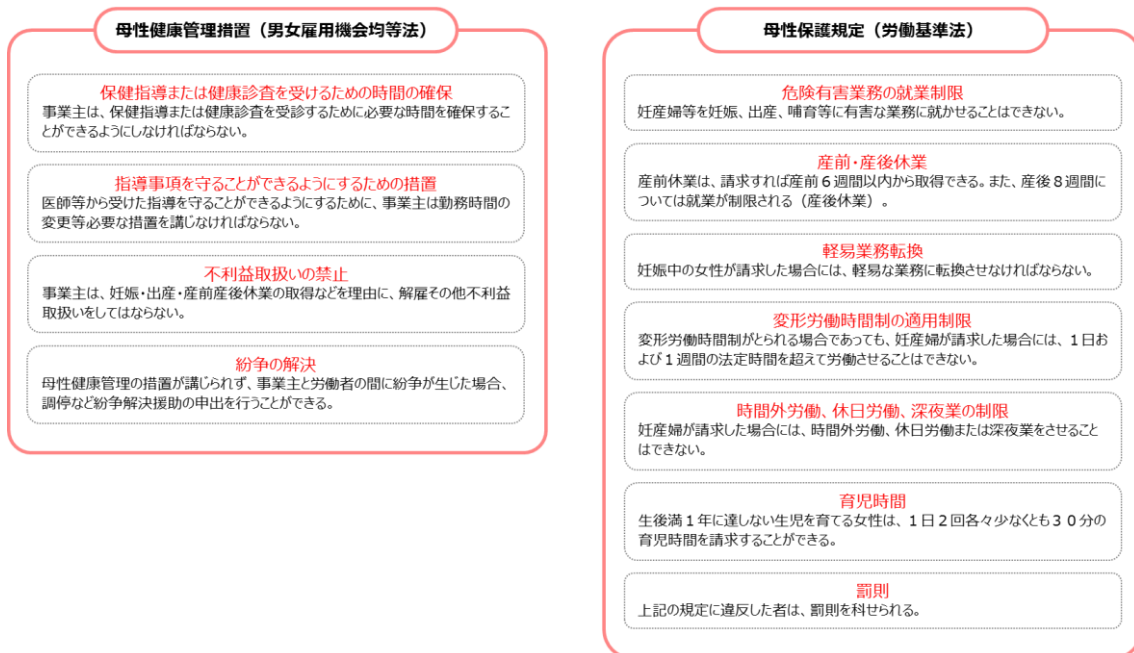 母性健康管理措置（男女雇用機会均等法）
保健指導または健康診査を受けるための時間の確保
事業主は、保健指導または健康診査を受診するために必要な時間を確保するこ
とができるようにしなければならない。
指導事項を守ることができるようにするための措置
医師等から受けた指導を守ることができるようにするために、事業主は勤務時間の
変更等必要な措置を講じなければならない。
不利益取扱いの禁止
事業主は、妊娠・出産・産前産後休業の取得などを理由に、解雇その他不利益
取扱いをしてはならない。
紛争の解決
母性健康管理の措置が講じられず、事業主と労働者の間に紛争が生じた場合、
調停など紛争解決援助の申出を行うことができる。
母性保護規定（労働基準法）
危険有害業務の就業制限
妊産婦等を妊娠、出産、哺育等に有害な業務に就かせることはできない。
産前・産後休業
産前休業は、請求すれば産前６週間以内から取得できる。また、産後８週間に
ついては就業が制限される（産後休業）。
軽易業務転換
妊娠中の女性が請求した場合には、軽易な業務に転換させなければならない。
変形労働時間制の適用制限
変形労働時間制がとられる場合であっても、妊産婦が請求した場合には、１日お
よび１週間の法定時間を超えて労働させることはできない。
時間外労働、休日労働、深夜業の制限
妊産婦が請求した場合には、時間外労働、休日労働または深夜業をさせること
はできない。
育児時間
生後満１年に達しない生児を育てる女性は、１日２回各々少なくとも３０分の
育児時間を請求することができる。
罰則
上記の規定に違反した者は、罰則を科せられる。